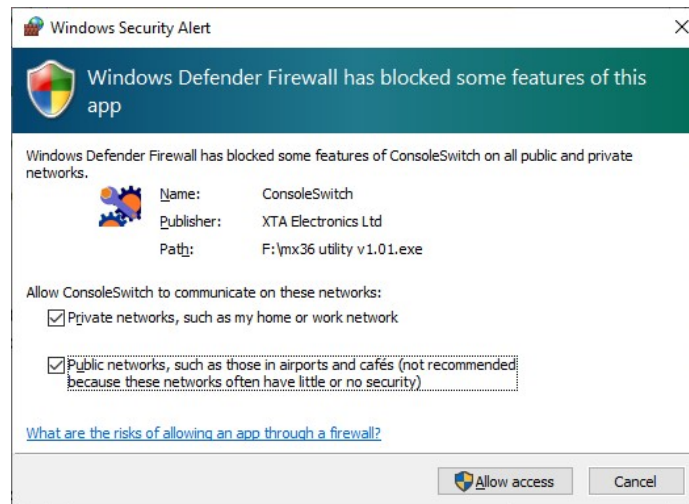 Windows Security Alert
Windows Defender Firewall has blocked some features of this
app
Windows Defender Firewall has blocked some features of ConsoleSwitch on all public and private
networks.
Name: ConsoleSwitch
Publisher: XTA Electronics Ltd
Path: F:\mx36 utility v1.01.exe
Allow ConsoleSwitch to communicate on these networks:
Private networks, such as my home or work network
Public networks, such as those in airports and cafés (not recommended
because these networks often have little or no security)
What are the risks of allowing an app through a firewall?
Allow access Cancel